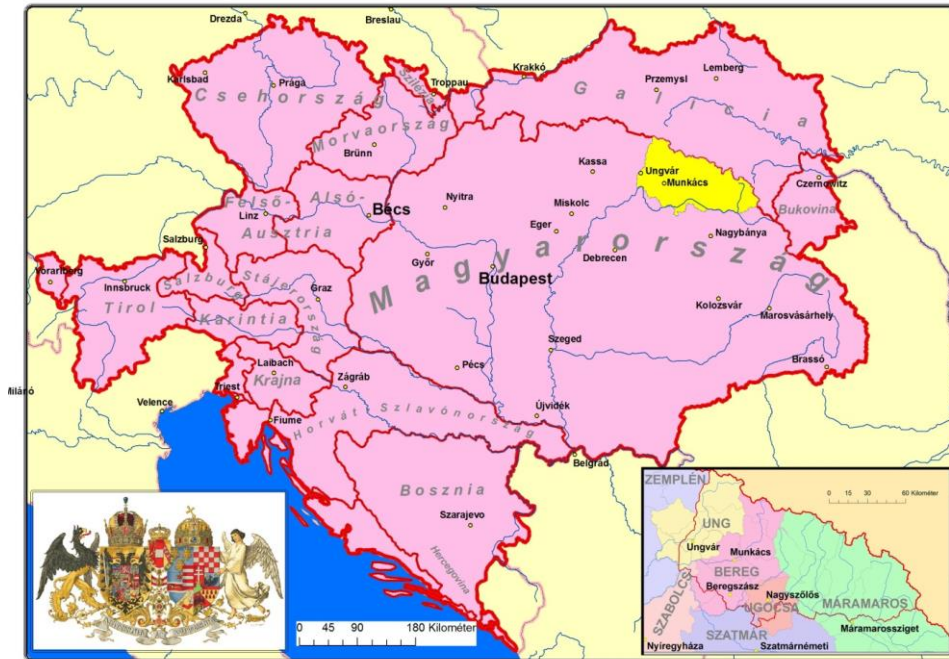 Drezda
Breslau
Karlsbad
Prága
Csehország
Szilézia
Troppau
Krakkó
Przemysl
Lemberg
Galícia
Morvaország
Brünn
Kassa
Ungvár
Munkács
Czernowitz
Bukovina
Felső-
Alsó-
Linz
Bécs
Ausztria
Nyitra
Miskolc
Eger
Salzburg
Győr
Budapest
Debrecen
Nagybánya
Magyarország
Vorarlberg
Innsbruck
Tirol
Salzburg
Stájerország
Graz
Karintia
Kolozsvár
Marosvásárhely
Szeged
Brassó
Laibach
Krajna
Zágráb
Pécs
Miláró
Velence
Triest
Fiume
Horvát-Szlavónország
Újvidék
Belgrád
Bosznia
Szarajevo
Hercegovina
0 45 90 180 Kilométer
ZEMPLÉN
0 15 30 60 Kilométer
UNG
Ungvár
Munkács
BEREG
Beregszász
Nagyszőlős
SZABOLCS
UGOCSA
MÁRAMAROS
SZATMÁR
Máramarossziget
Nyíregyháza
Szatmárnémeti